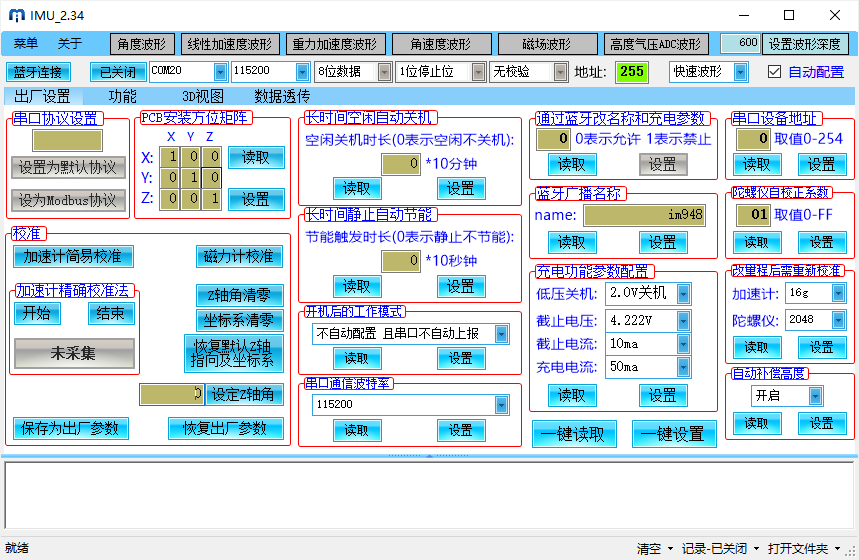 IMU_2.34
菜单 关于 角度波形 线性加速度波形 重力加速度波形 角速度波形 磁场波形 高度气压ADC波形 600 设置波形深度
蓝牙连接 已关闭 COM20 115200 8位数据 1位停止位 无校验 地址: 255 快速波形 自动配置
出厂设置 功能 3D视图 数据透传
串口协议设置
设置为默认协议
设为Modbus协议
PCB安装方位矩阵
X Y Z
X: 1 0 0 读取
Y: 0 1 0
Z: 0 0 1 设置
校准
加速计简易校准 磁力计校准
加速计精确校准法
开始 结束
未采集
Z轴角清零
坐标系清零
恢复默认Z轴
指向及坐标系
0 设定Z轴角
保存为出厂参数 恢复出厂参数
长时间空闲自动关机
空闲关机时长(0表示空闲不关机):
0 *10分钟
读取 设置
长时间静止自动节能
节能触发时长(0表示静止不节能):
0 *10秒钟
读取 设置
开机后的工作模式
不自动配置 且串口不自动上报
读取 设置
串口通信波特率
115200
读取 设置
通过蓝牙改名称和充电参数
0 0表示允许 1表示禁止
读取 设置
蓝牙广播名称
name: im948
读取 设置
充电功能参数配置
低压关机: 2.0V关机
截止电压: 4.222V
截止电流: 10ma
充电电流: 50ma
读取 设置
一键读取 一键设置
串口设备地址
0 取值0-254
读取 设置
陀螺仪自校正系数
01 取值0-FF
读取 设置
改量程后需重新校准
加速计: 16g
陀螺仪: 2048
读取 设置
自动补偿高度
开启
读取 设置
就绪 清空 记录-已关闭 打开文件夹